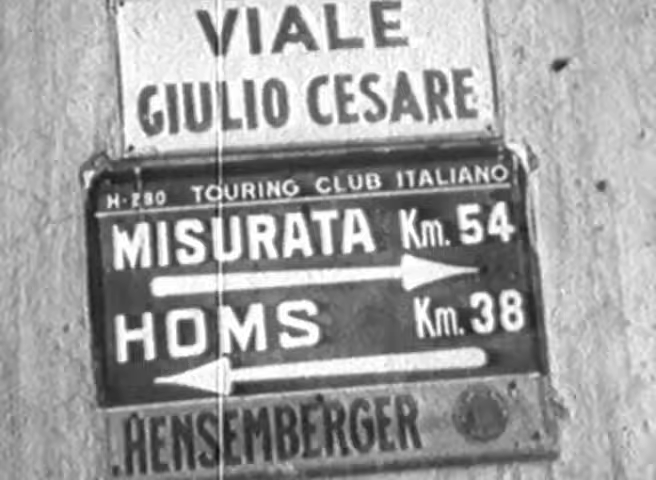 VIALE
GIULIO CESARE
H-280 TOURING CLUB ITALIANO
MISURATA Km. 54
HOMS Km. 38
HENSEMBERGER